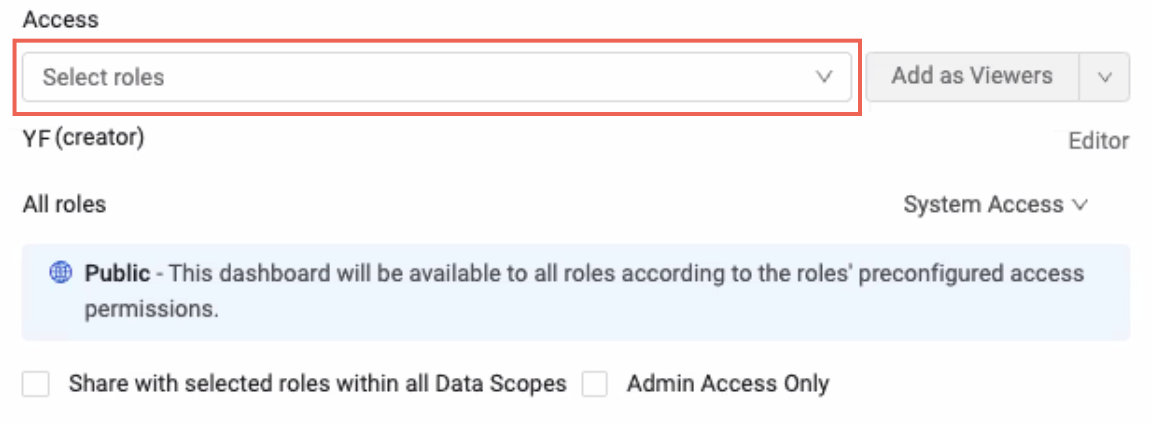 Access
Select roles
Add as Viewers
YF (creator)
Editor
All roles
System Access
Public - This dashboard will be available to all roles according to the roles' preconfigured access
permissions.
Share with selected roles within all Data Scopes
Admin Access Only